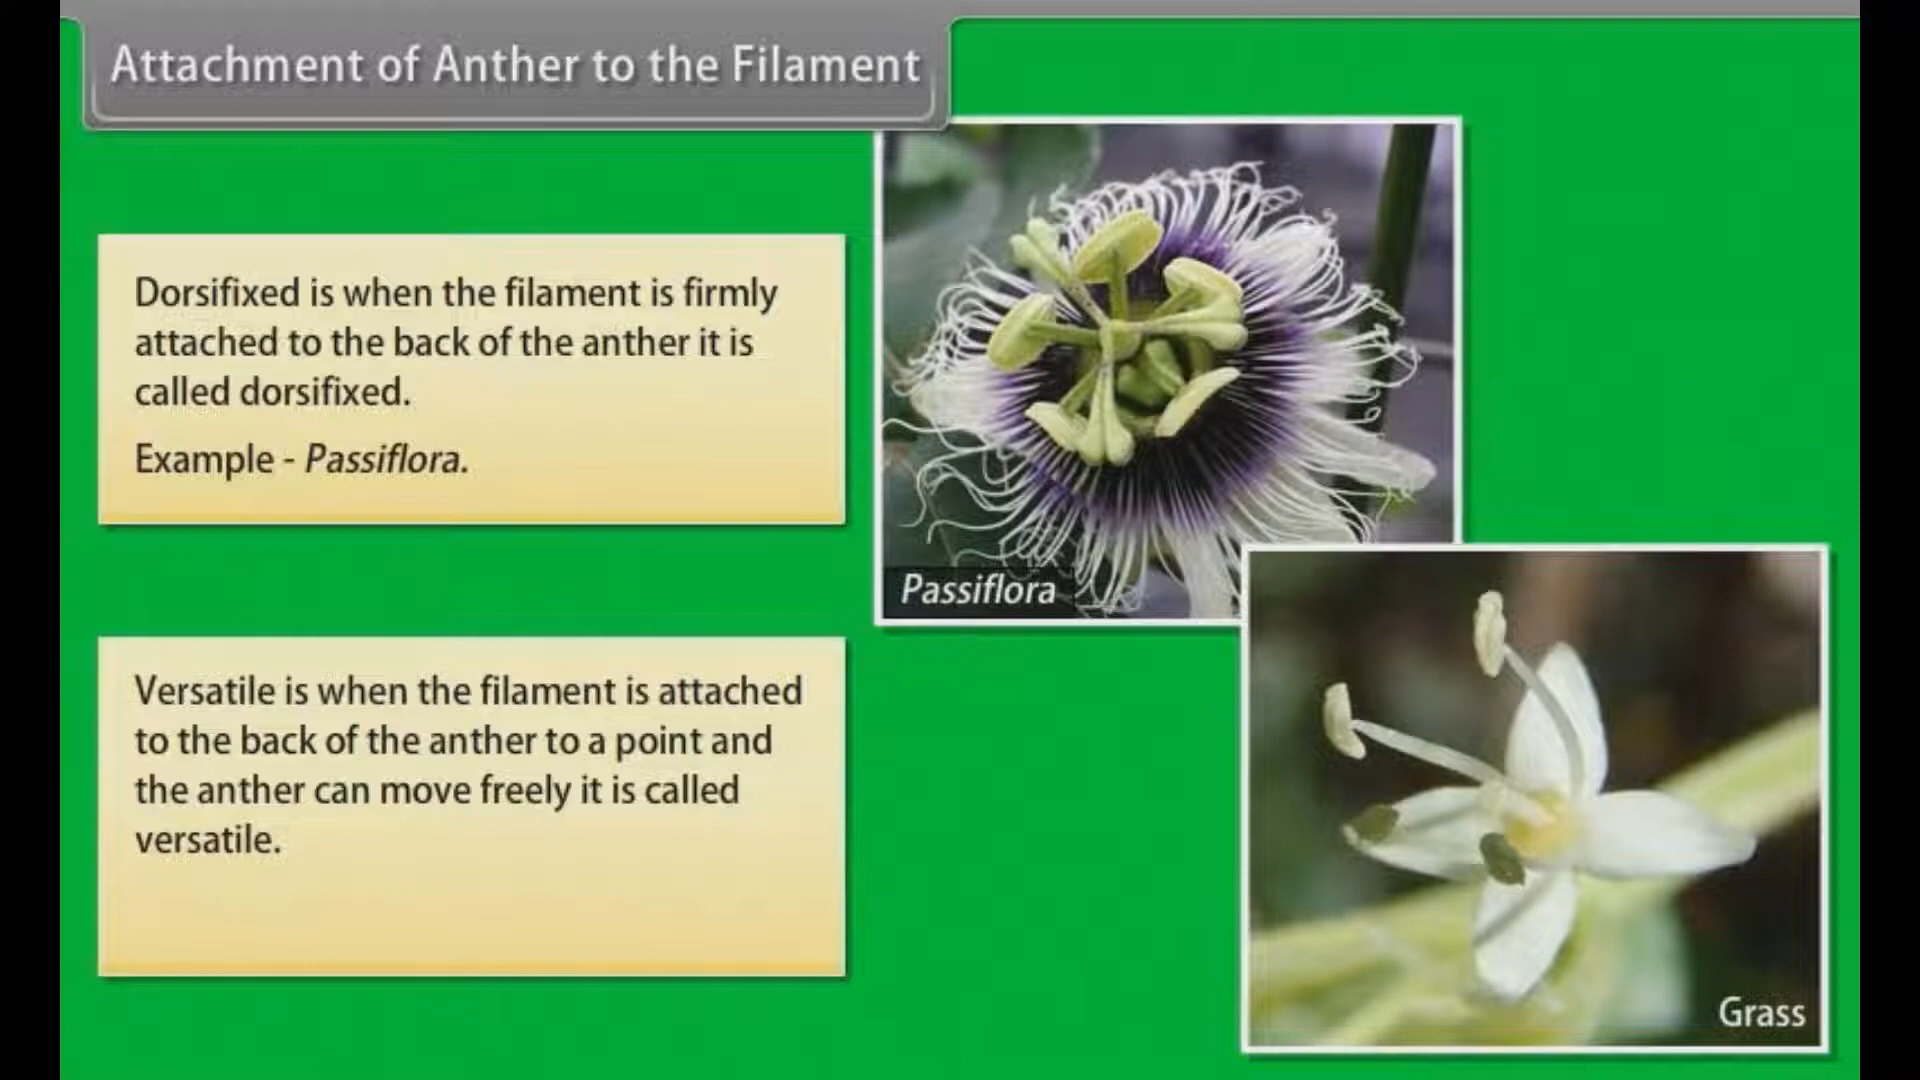 Attachment of Anther to the Filament
Dorsifixed is when the filament is firmly
attached to the back of the anther it is
called dorsifixed.
Example - Passiflora.
Passiflora
Versatile is when the filament is attached
to the back of the anther to a point and
the anther can move freely it is called
versatile.
Grass